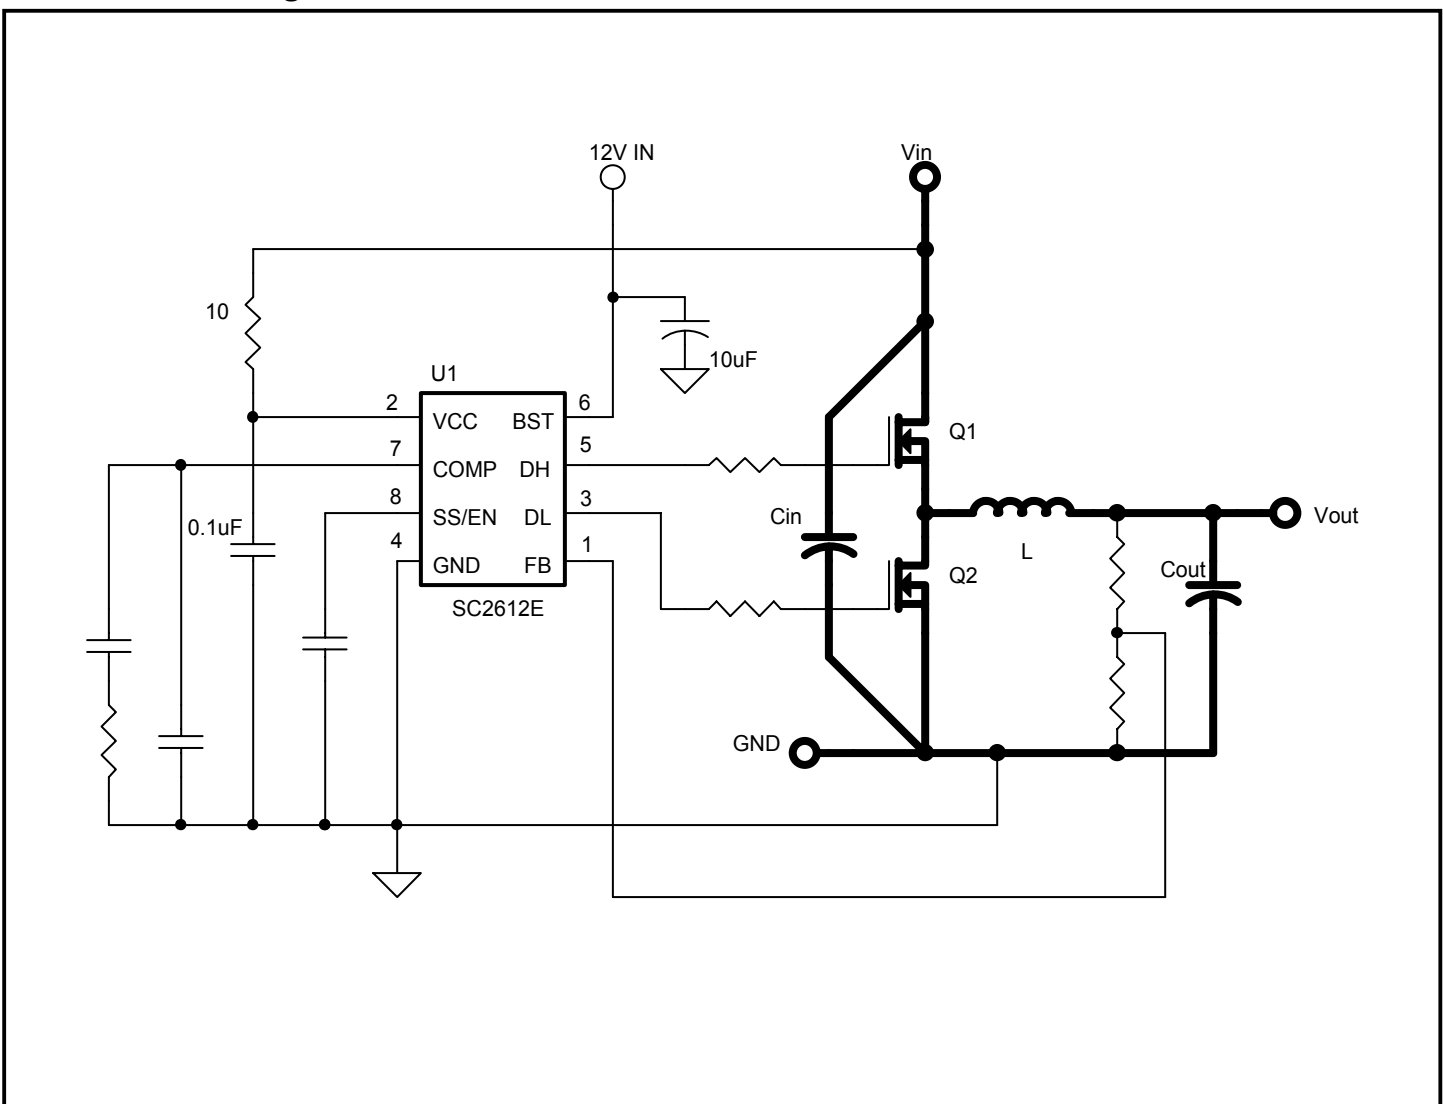 12V IN
Vin
10
10uF
U1
2
6
VCC
BST
Q1
7
5
COMP
DH
8
3
SS/EN
DL
Cin
Vout
0.1uF
4
1
L
GND
FB
Q2
Cout
SC2612E
GND